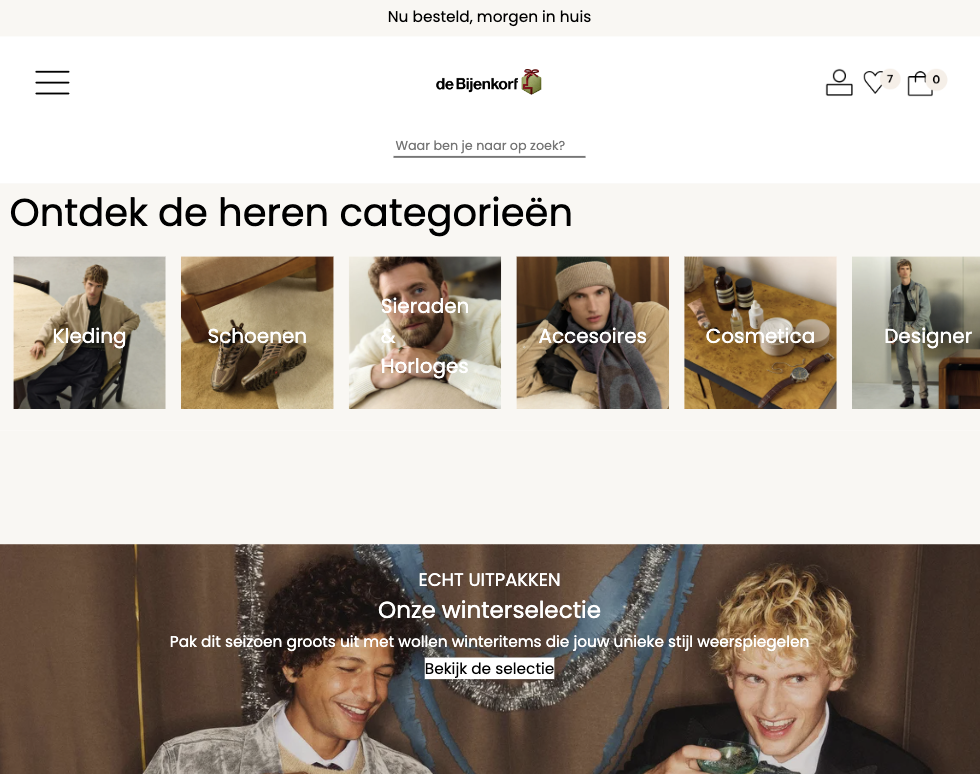 Nu besteld, morgen in huis
de Bijenkorf
7
0
Waar ben je naar op zoek?
Ontdek de heren categorieën
Kleding
Schoenen
Sieraden
&
Horloges
Accesoires
Cosmetica
Designer
ECHT UITPAKKEN
Onze winterselectie
Pak dit seizoen groots uit met wollen winteritems die jouw unieke stijl weerspiegelen
Bekijk de selectie